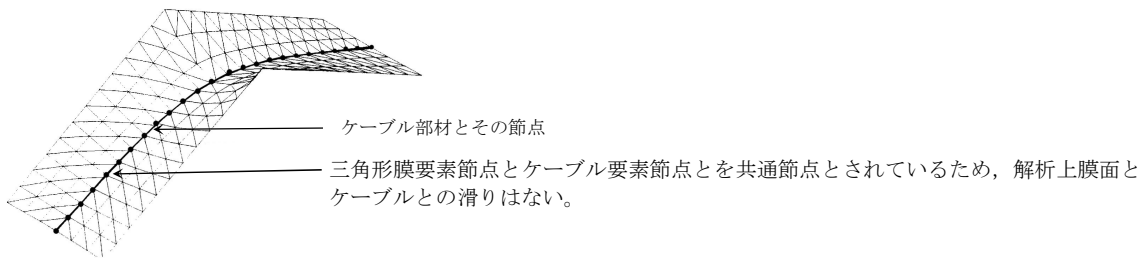 ケーブル部材とその節点
三角形膜要素節点とケーブル要素節点とを共通節点とされているため，解析上膜面と
ケーブルとの滑りはない。